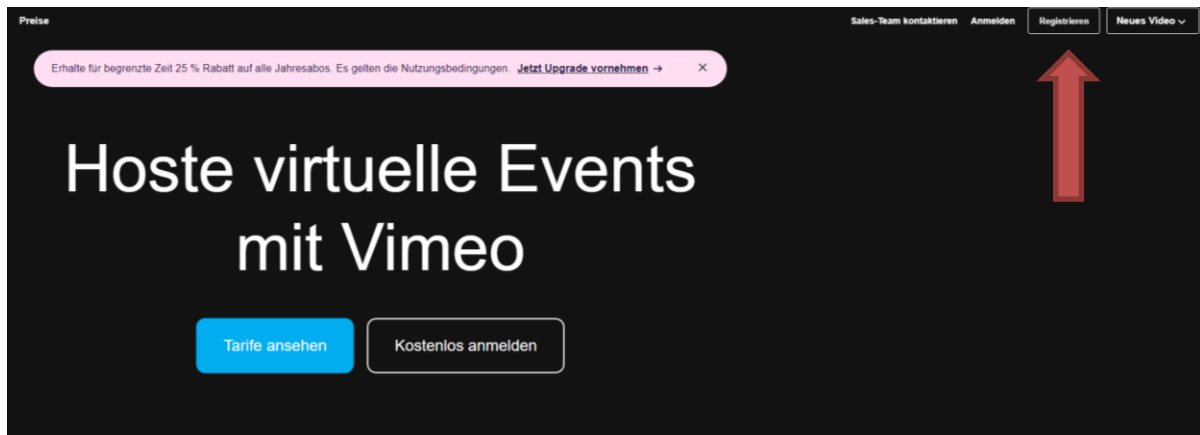 Preise
Sales-Team kontaktieren Anmelden Registrieren Neues Video
Erhalte für begrenzte Zeit 25 % Rabatt auf alle Jahresabos. Es gelten die Nutzungsbedingungen. Jetzt Upgrade vornehmen →
Hoste virtuelle Events
mit Vimeo
Tarife ansehen
Kostenlos anmelden